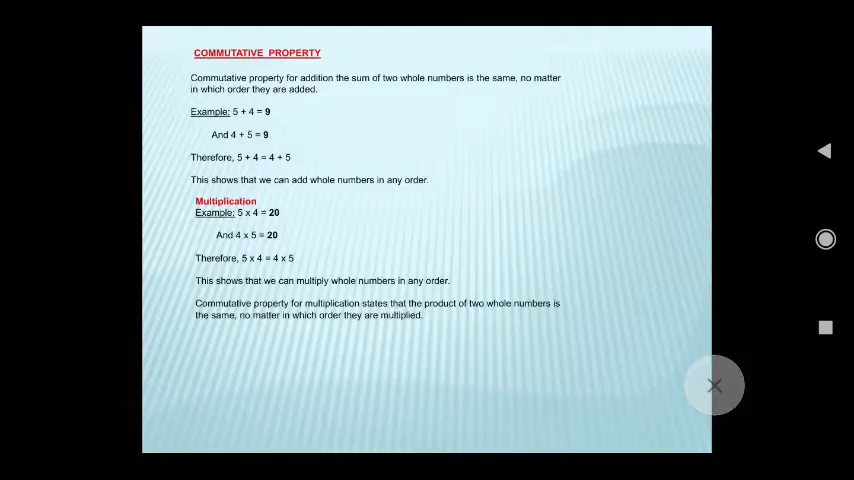 COMMUTATIVE PROPERTY
Commutative property for addition the sum of two whole numbers is the same, no matter
in which order they are added.
Example: 5 + 4 = 9
And 4 + 5 = 9
Therefore, 5 + 4 = 4 + 5
This shows that we can add whole numbers in any order.
Multiplication
Example: 5 x 4 = 20
And 4 x 5 = 20
Therefore, 5 x 4 = 4 x 5
This shows that we can multiply whole numbers in any order.
Commutative property for multiplication states that the product of two whole numbers is
the same, no matter in which order they are multiplied.